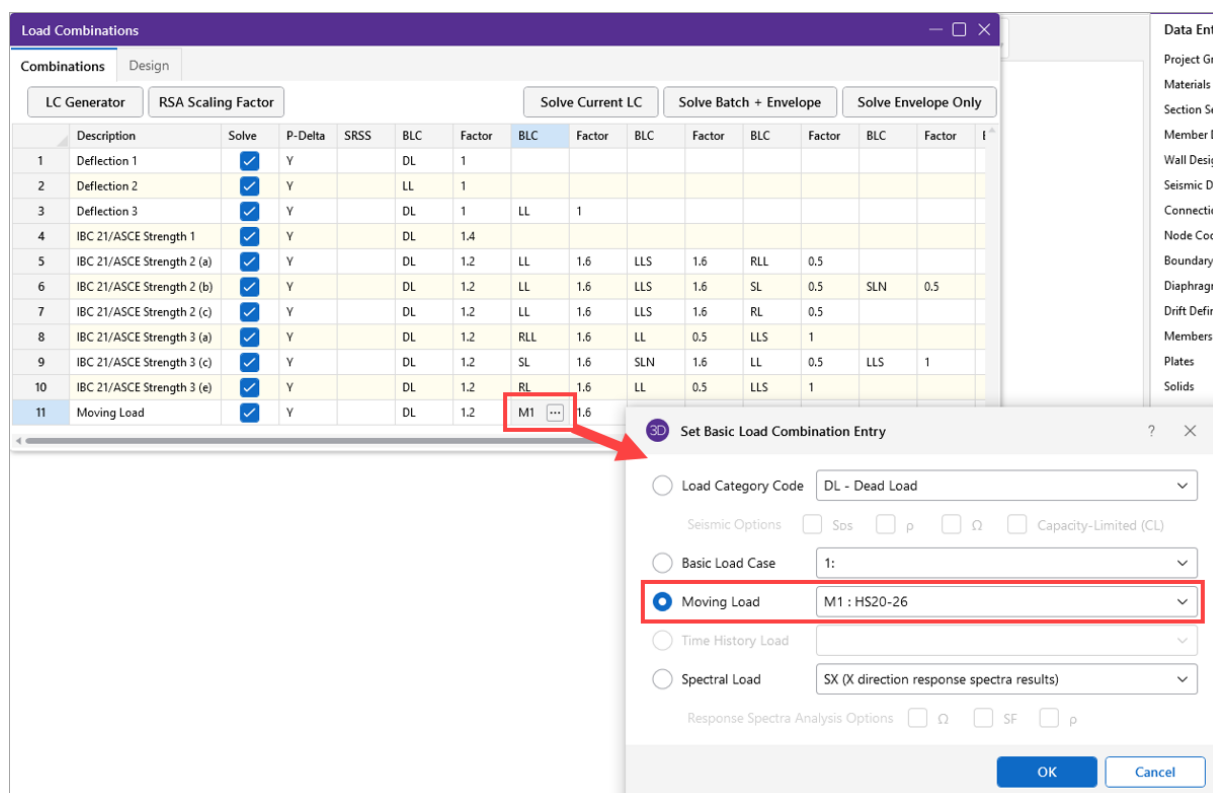 Load Combinations
Combinations Design
LC Generator RSA Scaling Factor Solve Current LC Solve Batch + Envelope Solve Envelope Only
Description Solve P-Delta SRSS BLC Factor BLC Factor BLC Factor BLC Factor BLC Factor
1 Deflection 1 Y DL 1
2 Deflection 2 Y LL 1
3 Deflection 3 Y DL 1 LL 1
4 IBC 21/ASCE Strength 1 Y DL 1.4
5 IBC 21/ASCE Strength 2 (a) Y DL 1.2 LL 1.6 LLS 1.6 RLL 0.5
6 IBC 21/ASCE Strength 2 (b) Y DL 1.2 LL 1.6 LLS 1.6 SL 0.5 SLN 0.5
7 IBC 21/ASCE Strength 2 (c) Y DL 1.2 LL 1.6 LLS 1.6 RL 0.5
8 IBC 21/ASCE Strength 3 (a) Y DL 1.2 RLL 1.6 LL 0.5 LLS 1
9 IBC 21/ASCE Strength 3 (c) Y DL 1.2 SL 1.6 SLN 1.6 LL 0.5 LLS 1
10 IBC 21/ASCE Strength 3 (e) Y DL 1.2 RL 1.6 LL 0.5 LLS 1
11 Moving Load Y DL 1.2 M1 ... 1.6
Data Ent
Project Gr
Materials
Section Se
Member D
Wall Desig
Seismic D
Connectio
Node Coo
Boundary
Diaphragm
Drift Defin
Members
Plates
Solids
3D Set Basic Load Combination Entry ?
Load Category Code DL - Dead Load
Seismic Options SDS ρ Ω Capacity-Limited (CL)
Basic Load Case 1:
Moving Load M1 : HS20-26
Time History Load
Spectral Load SX (X direction response spectra results)
Response Spectra Analysis Options Ω SF ρ
OK Cancel